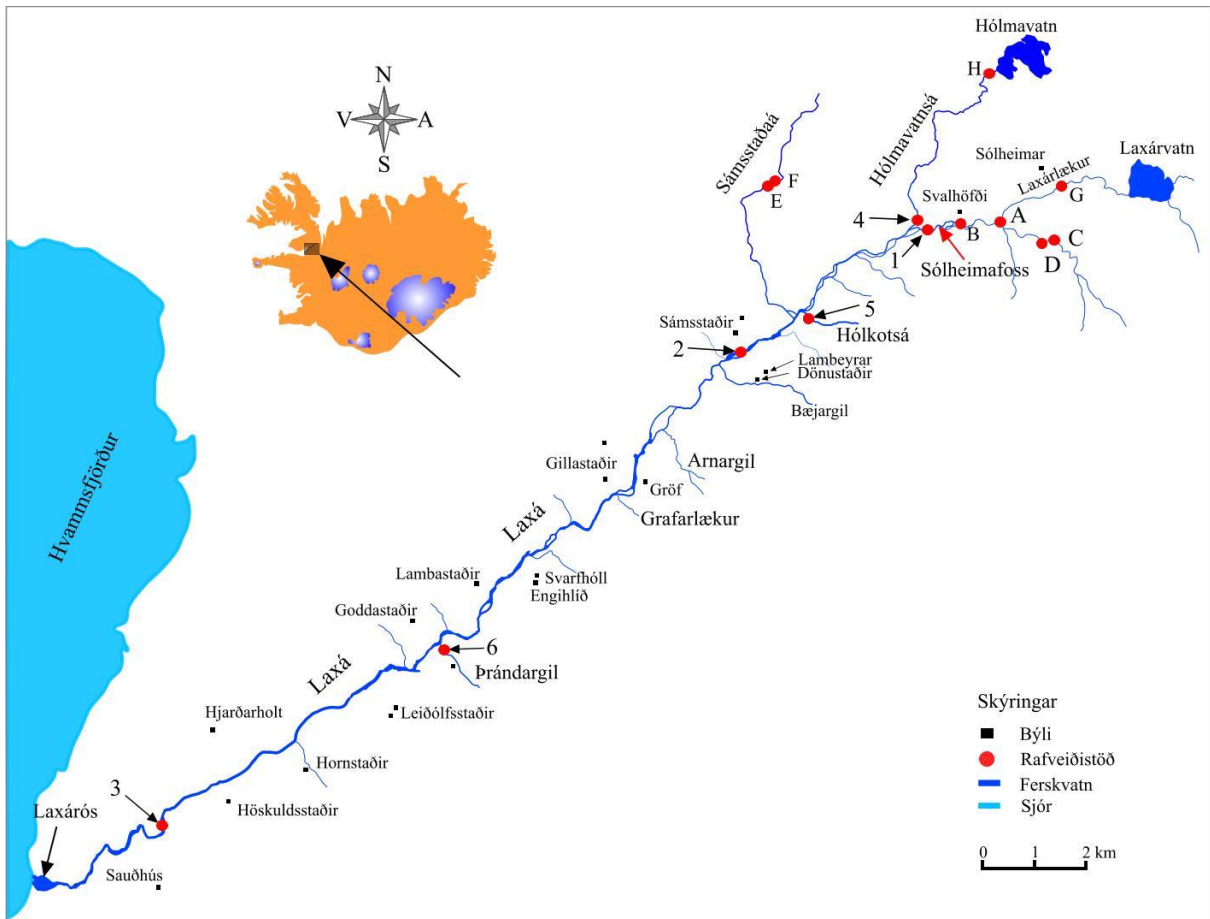 Hólmavatn
N
H
V
A
S
Sámsstaðaá
Hólmavatnsá
Sólheimar
Laxárvatn
F
E
Laxárlækur
G
Svalhöfði
4
A
B
C
1
D
Sólheimafoss
5
Sámsstaðir
Hólkotsá
2
Lambeyrar
Dönustaðir
Bæjargil
Hvammsfjörður
Arnargil
Gillastaðir
Gröf
Grafarlækur
Laxá
Lambastaðir
Svarfhóll
Engihlíð
Goddastaðir
6
Þrándargil
Laxá
Leiðólfsstaðir
Hjarðarholt
Hornstaðir
3
Höskuldsstaðir
Laxárós
Sauðhús
Skýringar
Býli
Rafveiðistöð
Ferskvatn
Sjór
0 1 2 km